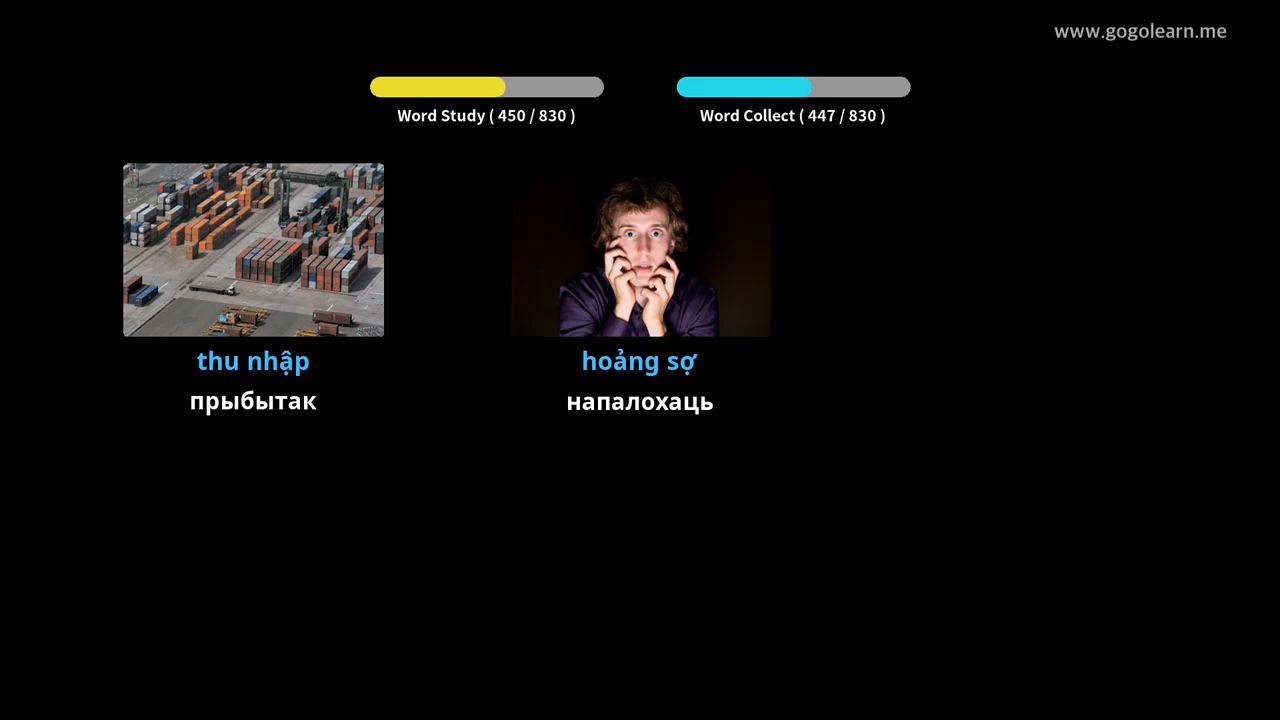 www.gogolearn.me
Word Study ( 450 / 830 )
Word Collect ( 447 / 830 )
thu nhập
прыбытак
hoảng sợ
напалохаць